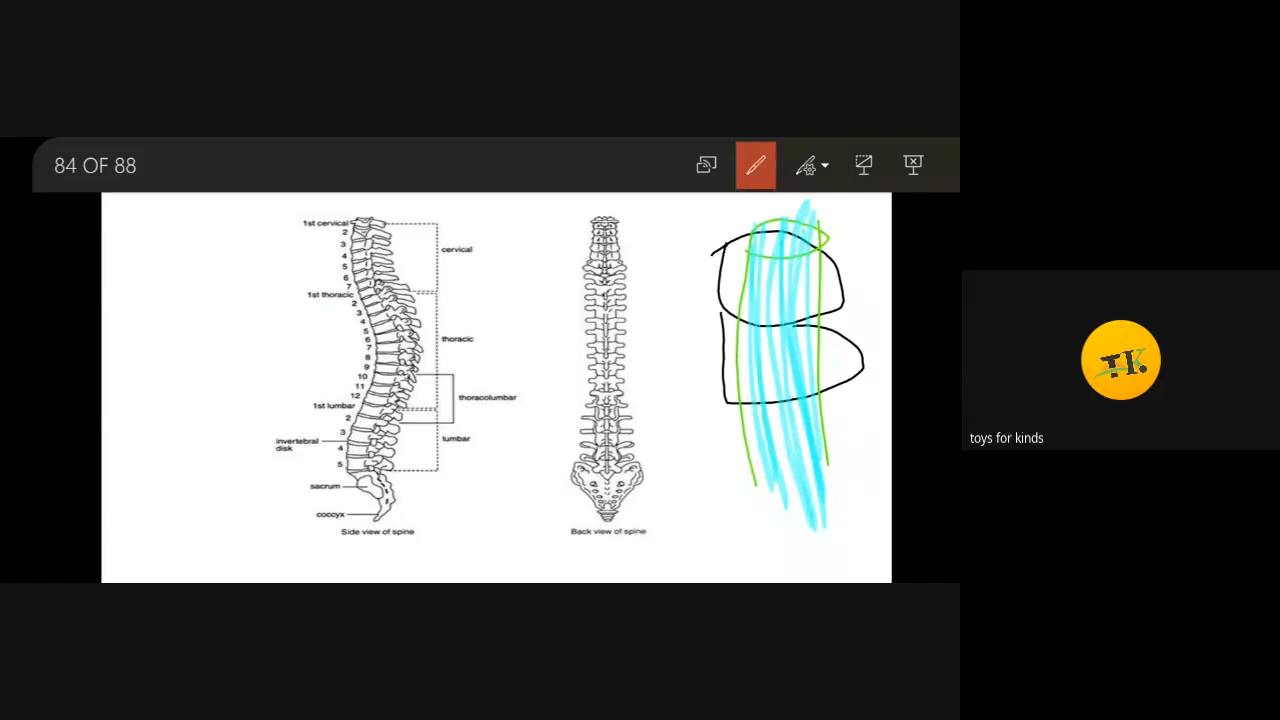 84 OF 88
1st cervical
2
3
4
5
6
7
1st thoracic
2
3
4
5
6
7
8
9
10
11
12
1st lumbar
2
3
invertebral
disk
4
5
sacrum
coccyx
cervical
thoracic
thoracolumbar
lumbar
Side view of spine
Back view of spine
TK.
toys for kinds